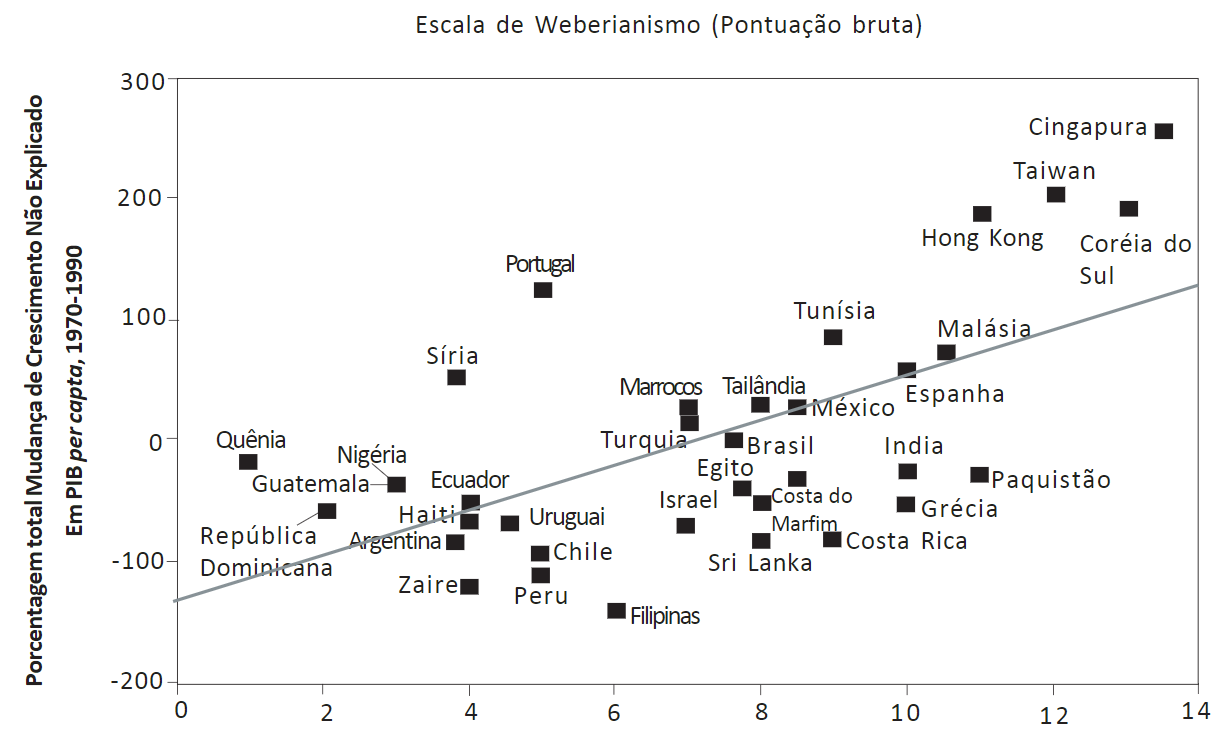 Escala de Weberianismo (Pontuação bruta)
Porcentagem total Mudança de Crescimento Não Explicado
Em PIB per capta, 1970-1990
300
200
100
0
-100
-200
Cingapura
Taiwan
Hong Kong
Coréia do
Sul
Portugal
Tunísia
Malásia
Síria
Marrocos
Tailândia
México
Espanha
Quênia
Turquia
Brasil
India
Nigéria
Guatemala
Ecuador
Egito
Paquistão
Israel
Costa do
Marfim
Grécia
República
Dominicana
Haiti
Uruguai
Argentina
Chile
Costa Rica
Sri Lanka
Zaire
Peru
Filipinas
0
2
4
6
8
10
12
14